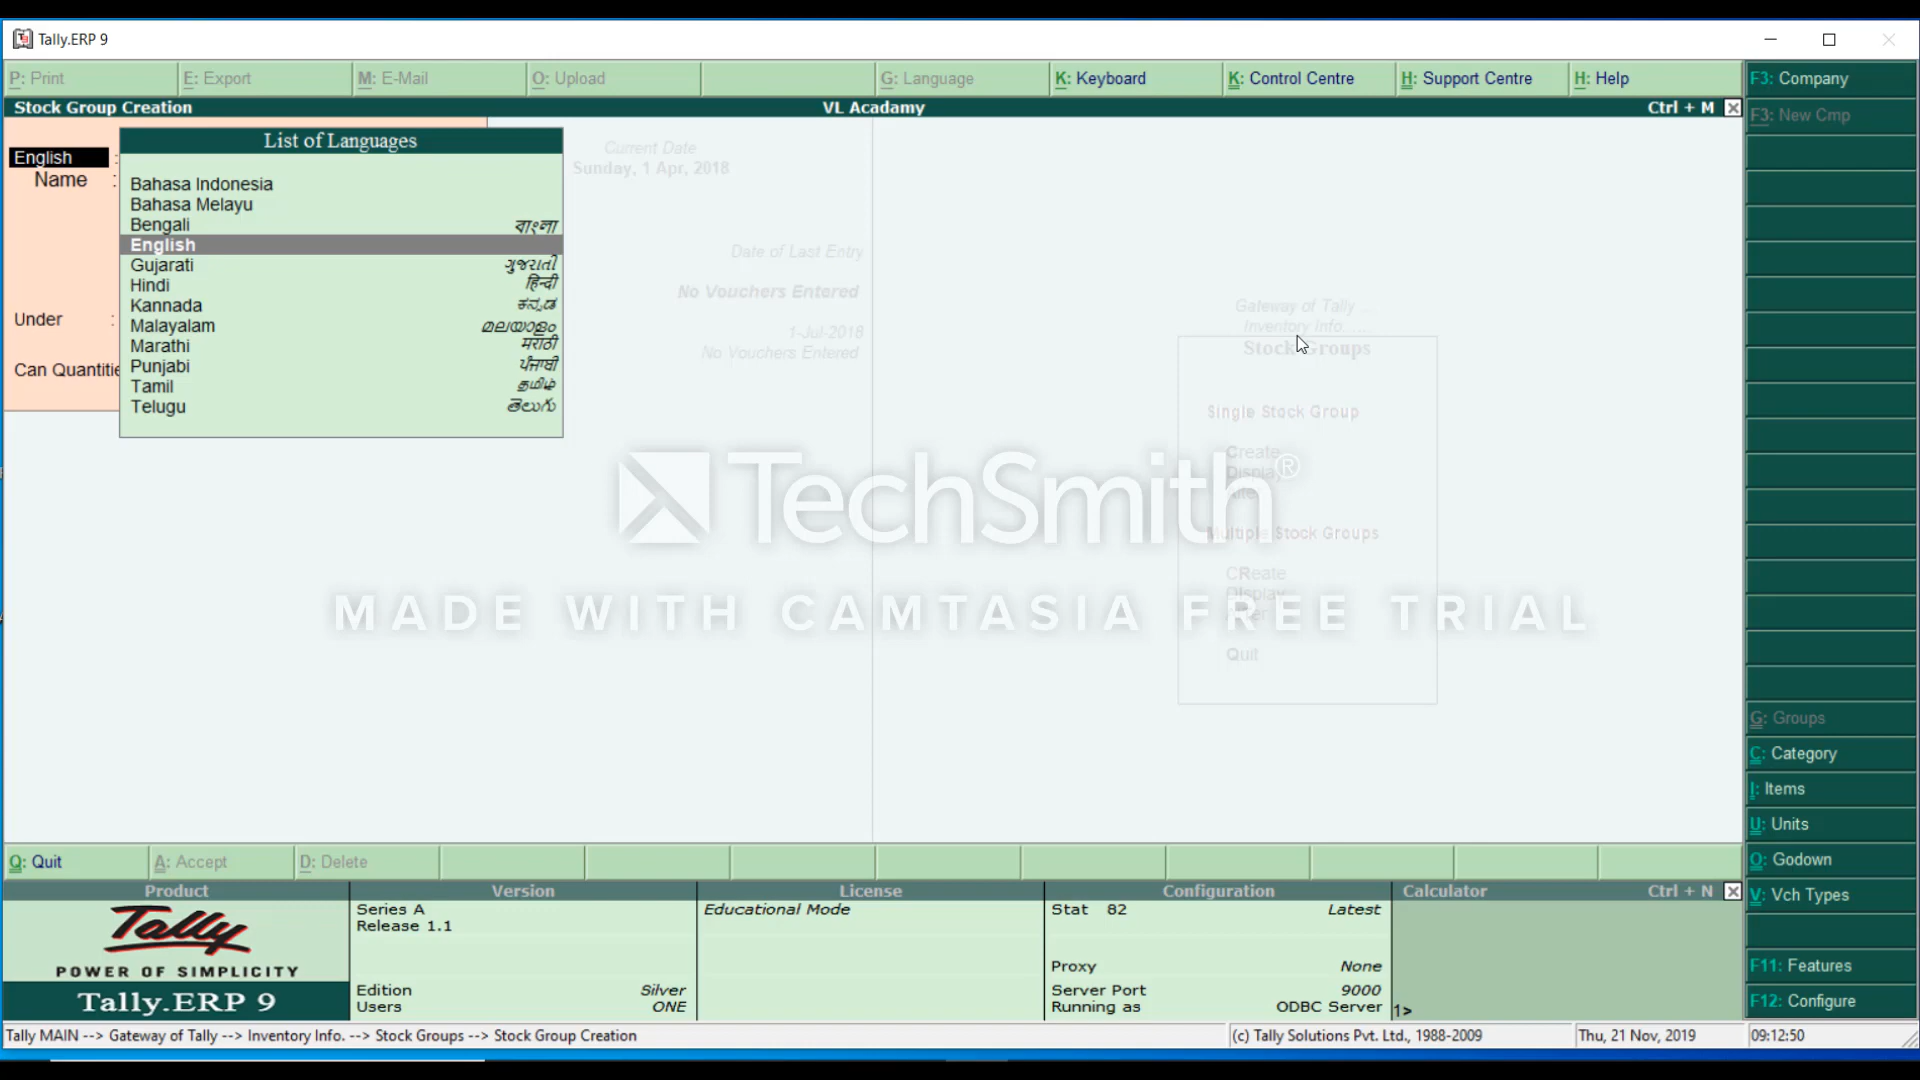 Tally.ERP 9
P: Print
E: Export
M: E-Mail
O: Upload
G: Language
K: Keyboard
K: Control Centre
H: Support Centre
H: Help
F3: Company
F3: New Cmp
Stock Group Creation
VL Acadamy
Ctrl + M
List of Languages
English :
Name :
Under :
Can Quantitie
Bahasa Indonesia
Bahasa Melayu
Bengali বাংলা
English
Gujarati ગુજરાતી
Hindi हिन्दी
Kannada ಕನ್ನಡ
Malayalam മലയാളം
Marathi मराठी
Punjabi ਪੰਜਾਬੀ
Tamil தமிழ்
Telugu తెలుగు
Current Date
Sunday, 1 Apr, 2018
Date of Last Entry
No Vouchers Entered
1-Jul-2018
No Vouchers Entered
Gateway of Tally ...
Inventory Info......
Stock Groups
Single Stock Group
Create
Display
Alter
Multiple Stock Groups
CReate
DIsplay
Quit
TechSmith®
MADE WITH CAMTASIA FREE TRIAL
G: Groups
C: Category
I: Items
U: Units
O: Godown
V: Vch Types
F11: Features
F12: Configure
Q: Quit
A: Accept
D: Delete
Product
Version
License
Configuration
Calculator
Ctrl + N
Tally
POWER OF SIMPLICITY
Tally.ERP 9
Series A
Release 1.1
Edition Silver
Users ONE
Educational Mode
Stat 82 Latest
Proxy None
Server Port 9000
Running as ODBC Server
1>
Tally MAIN --> Gateway of Tally --> Inventory Info. --> Stock Groups --> Stock Group Creation
(c) Tally Solutions Pvt. Ltd., 1988-2009
Thu, 21 Nov, 2019
09:12:50